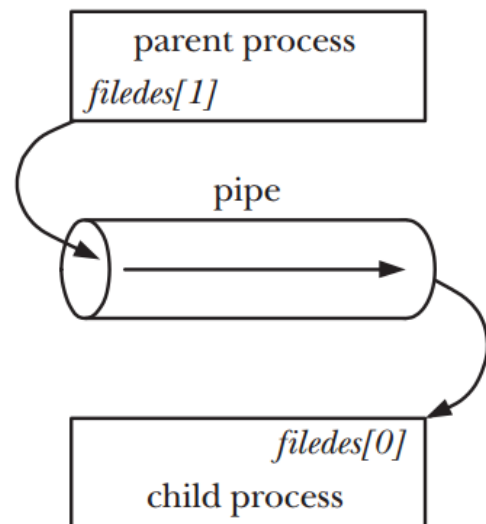 parent process
filedes[1]
pipe
filedes[0]
child process